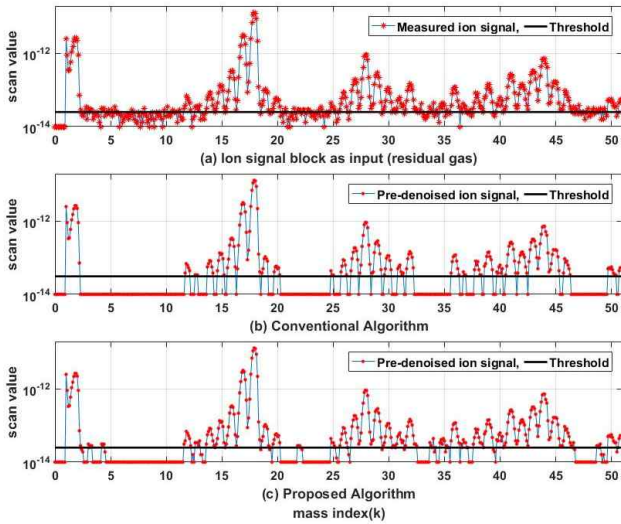 Measured ion signal, Threshold
scan value
10^-12
10^-14
0 5 10 15 20 25 30 35 40 45 50
(a) Ion signal block as input (residual gas)
Pre-denoised ion signal, Threshold
scan value
10^-12
10^-14
0 5 10 15 20 25 30 35 40 45 50
(b) Conventional Algorithm
Pre-denoised ion signal, Threshold
scan value
10^-12
10^-14
0 5 10 15 20 25 30 35 40 45 50
(c) Proposed Algorithm
mass index(k)